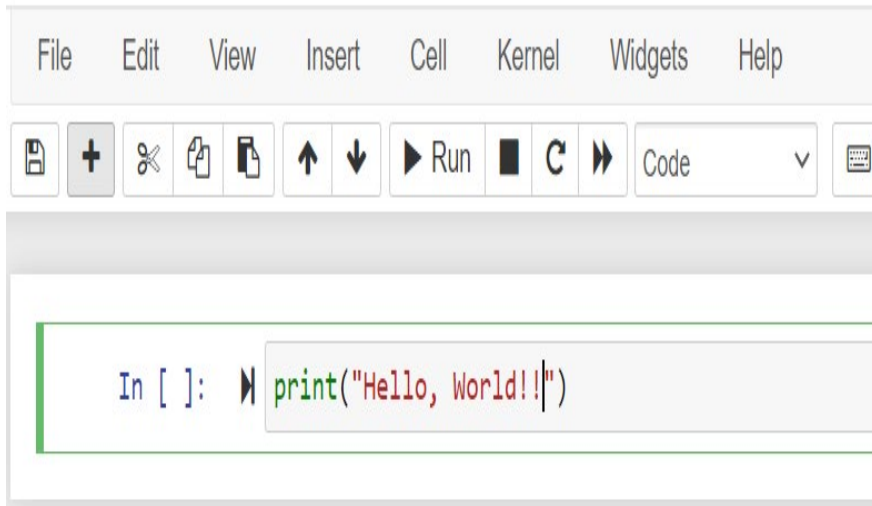 File Edit View Insert Cell Kernel Widgets Help
Run Code
In [ ]: print("Hello, World!!")